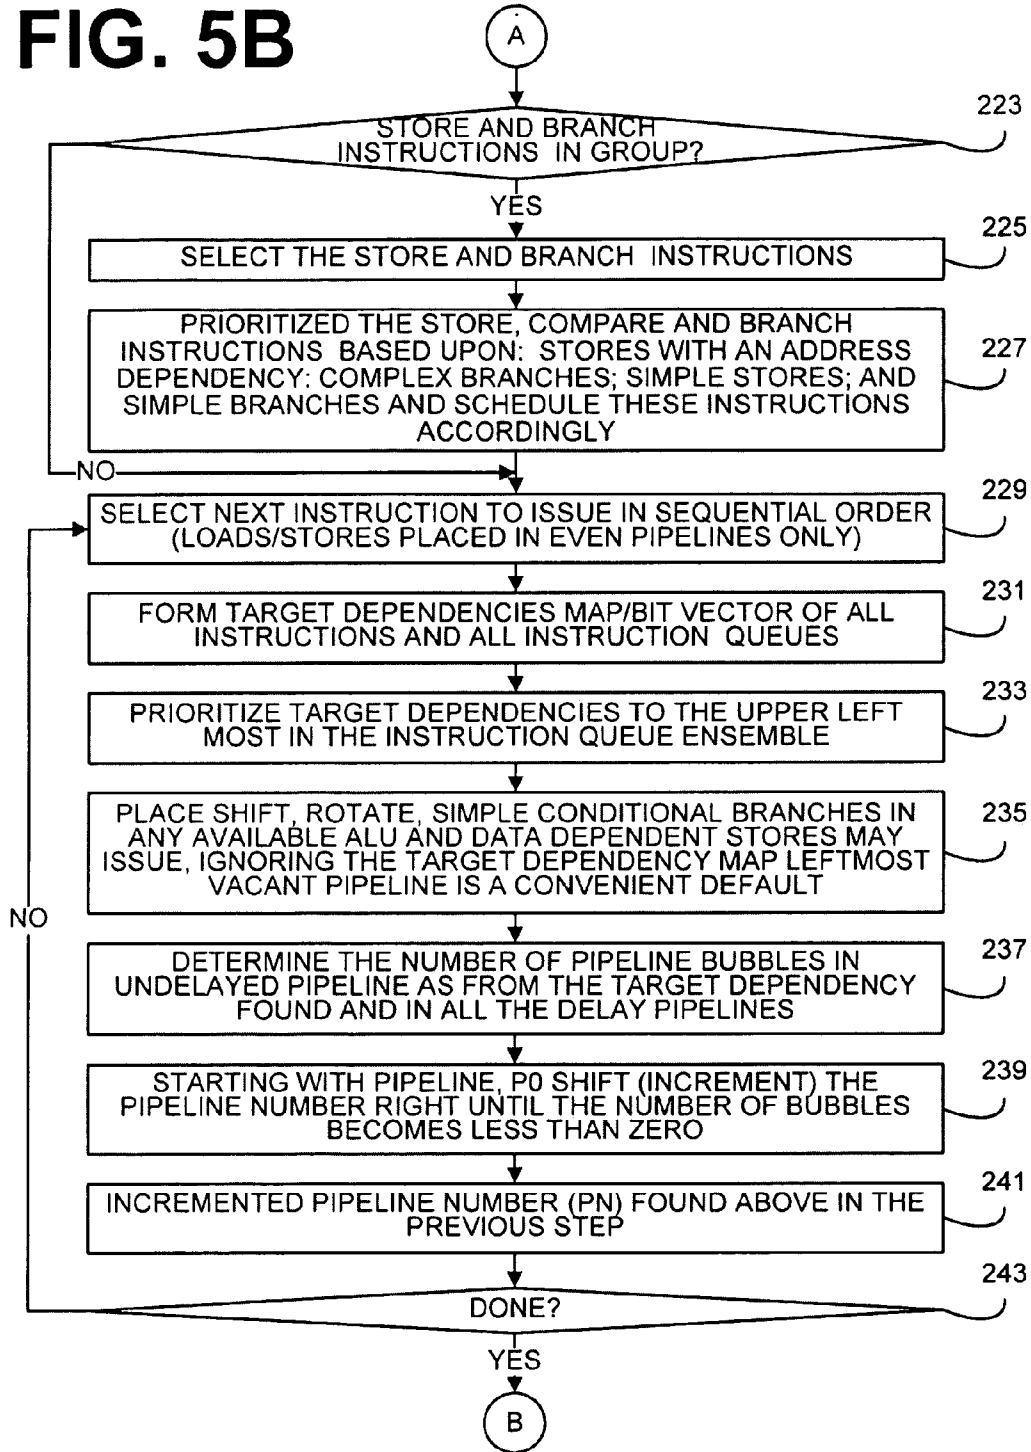 FIG. 5B
A
223
STORE AND BRANCH
INSTRUCTIONS IN GROUP?
YES
225
SELECT THE STORE AND BRANCH INSTRUCTIONS
227
PRIORITIZED THE STORE, COMPARE AND BRANCH
INSTRUCTIONS BASED UPON: STORES WITH AN ADDRESS
DEPENDENCY: COMPLEX BRANCHES; SIMPLE STORES; AND
SIMPLE BRANCHES AND SCHEDULE THESE INSTRUCTIONS
ACCORDINGLY
NO
229
SELECT NEXT INSTRUCTION TO ISSUE IN SEQUENTIAL ORDER
(LOADS/STORES PLACED IN EVEN PIPELINES ONLY)
231
FORM TARGET DEPENDENCIES MAP/BIT VECTOR OF ALL
INSTRUCTIONS AND ALL INSTRUCTION QUEUES
233
PRIORITIZE TARGET DEPENDENCIES TO THE UPPER LEFT
MOST IN THE INSTRUCTION QUEUE ENSEMBLE
235
PLACE SHIFT, ROTATE, SIMPLE CONDITIONAL BRANCHES IN
ANY AVAILABLE ALU AND DATA DEPENDENT STORES MAY
ISSUE, IGNORING THE TARGET DEPENDENCY MAP LEFTMOST
VACANT PIPELINE IS A CONVENIENT DEFAULT
NO
237
DETERMINE THE NUMBER OF PIPELINE BUBBLES IN
UNDELAYED PIPELINE AS FROM THE TARGET DEPENDENCY
FOUND AND IN ALL THE DELAY PIPELINES
239
STARTING WITH PIPELINE, P0 SHIFT (INCREMENT) THE
PIPELINE NUMBER RIGHT UNTIL THE NUMBER OF BUBBLES
BECOMES LESS THAN ZERO
241
INCREMENTED PIPELINE NUMBER (PN) FOUND ABOVE IN THE
PREVIOUS STEP
243
DONE?
YES
B